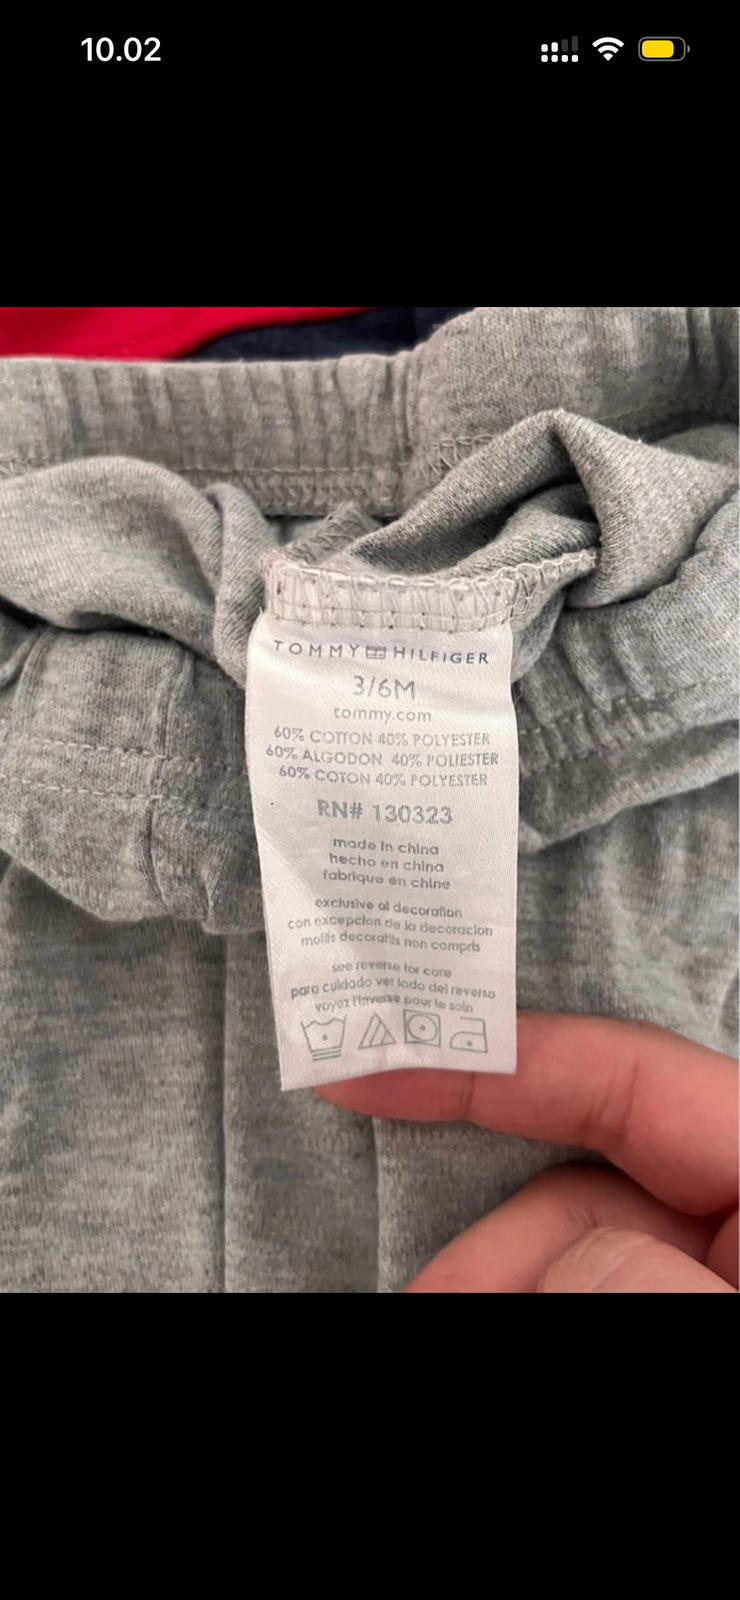 10.02
TOMMY HILFIGER
3/6M
tommy.com
60% COTTON 40% POLYESTER
60% ALGODON 40% POLIESTER
60% COTON 40% POLYESTER
RN# 130323
made in china
hecho en china
fabrique en chine
exclusive of decoration
con excepcion de la decoracion
motifs decoratifs non compris
see reverse for care
para cuidado ver lado del reverso
voyez l'inverse pour le soin